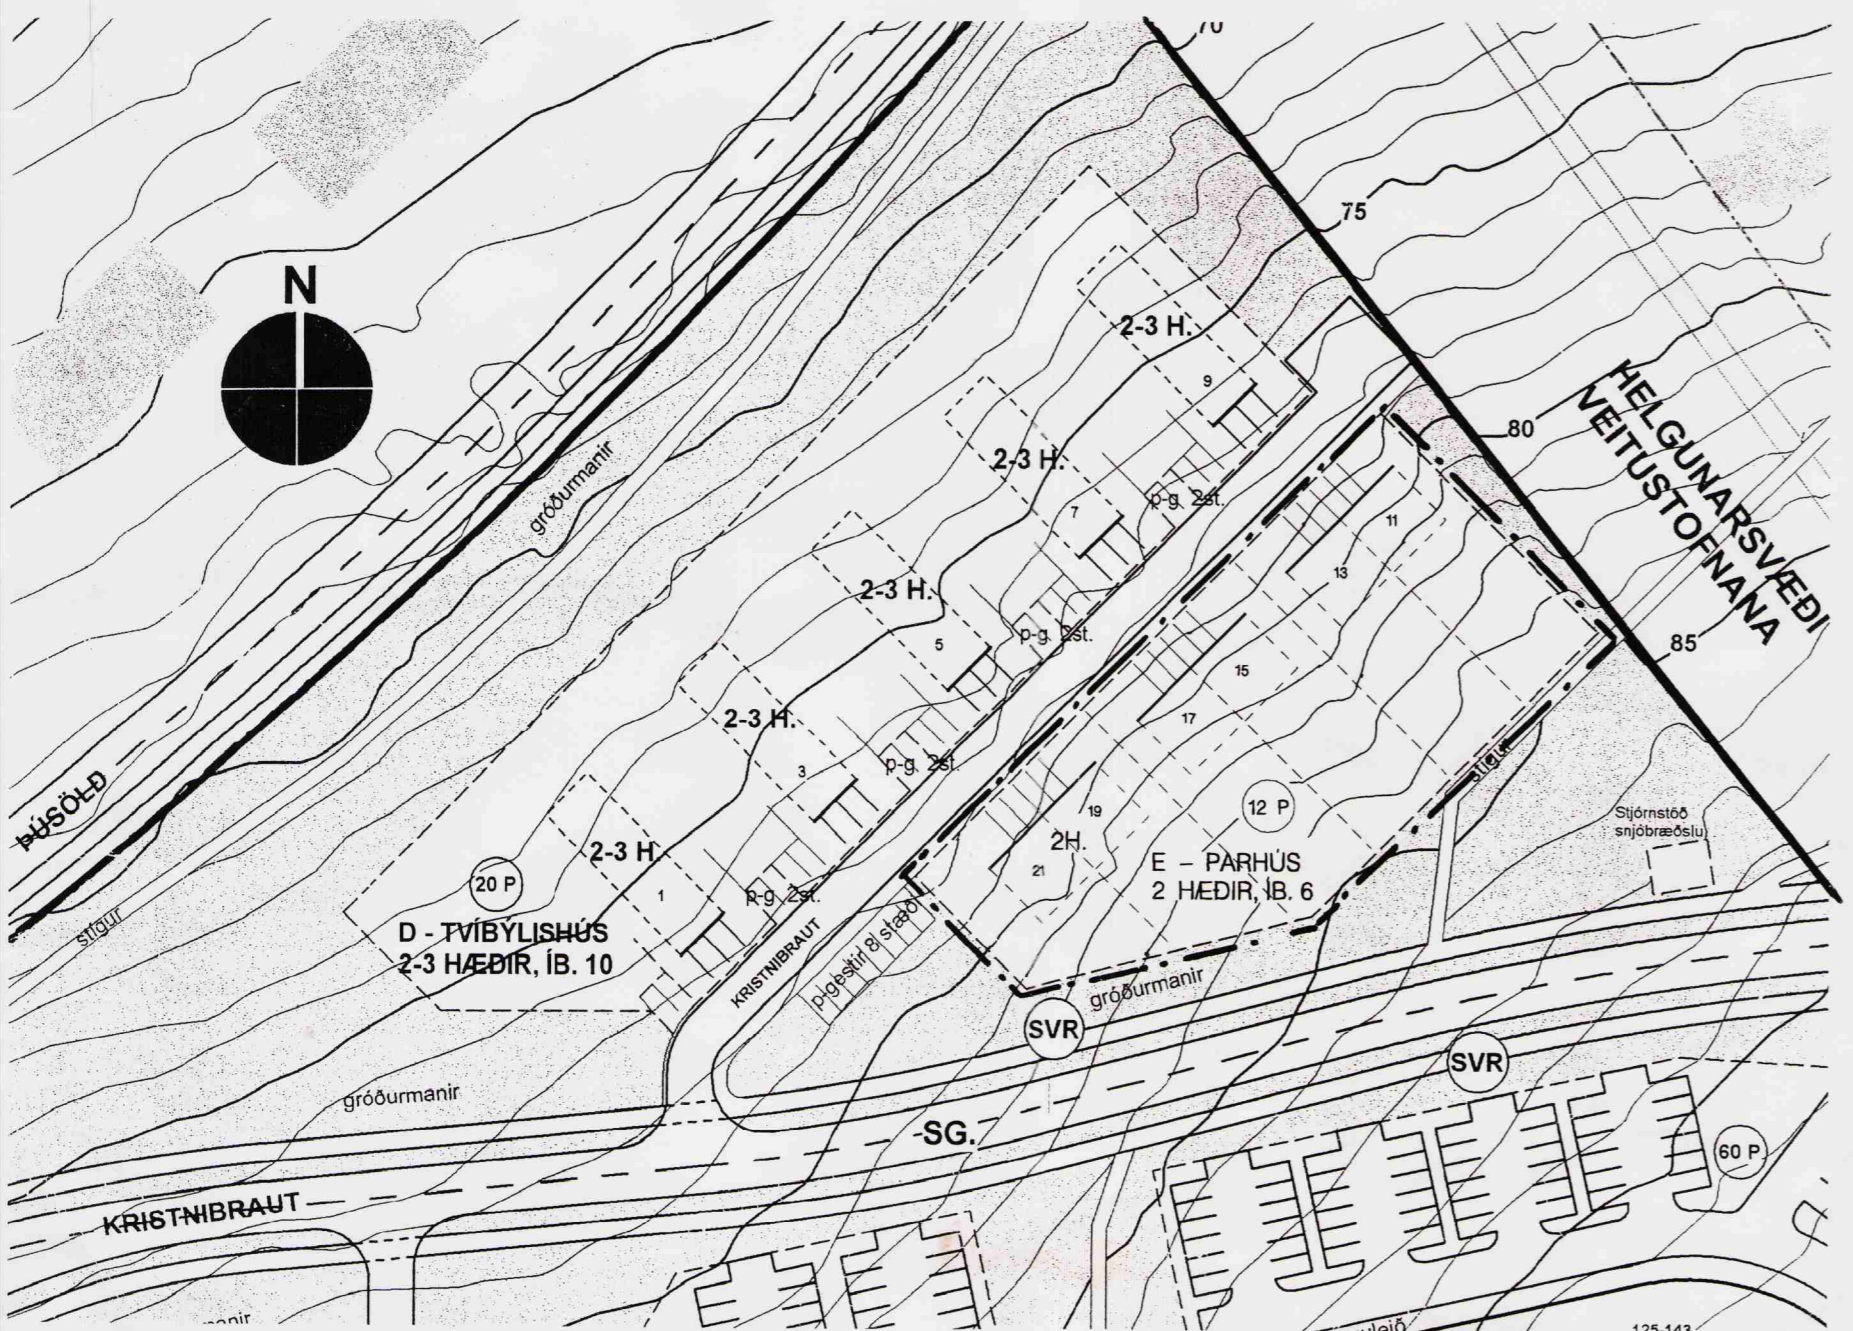 70
N
75
2-3 H.
9
HELGUNARSVÆÐI
VEITUSTOFNANA
80
2-3 H.
gróðurmanir
p-g. 2st.
7
11
13
2-3 H.
5
p-g. 2st.
85
15
17
2-3 H.
3
p-g. 2st.
stígur
ÞÚSÖLD
12 P
19
2H.
21
Stjórnstöð
snjóbræðslu
2-3 H.
1
p-g. 2st.
E - PARHÚS
2 HÆÐIR, ÍB. 6
20 P
D - TVÍBÝLISHÚS
2-3 HÆÐIR, ÍB. 10
stígur
KRISTNIBRAUT
p-gestir 8 stæði
gróðurmanir
SVR
SVR
gróðurmanir
SG.
60 P
KRISTNIBRAUT
125-143